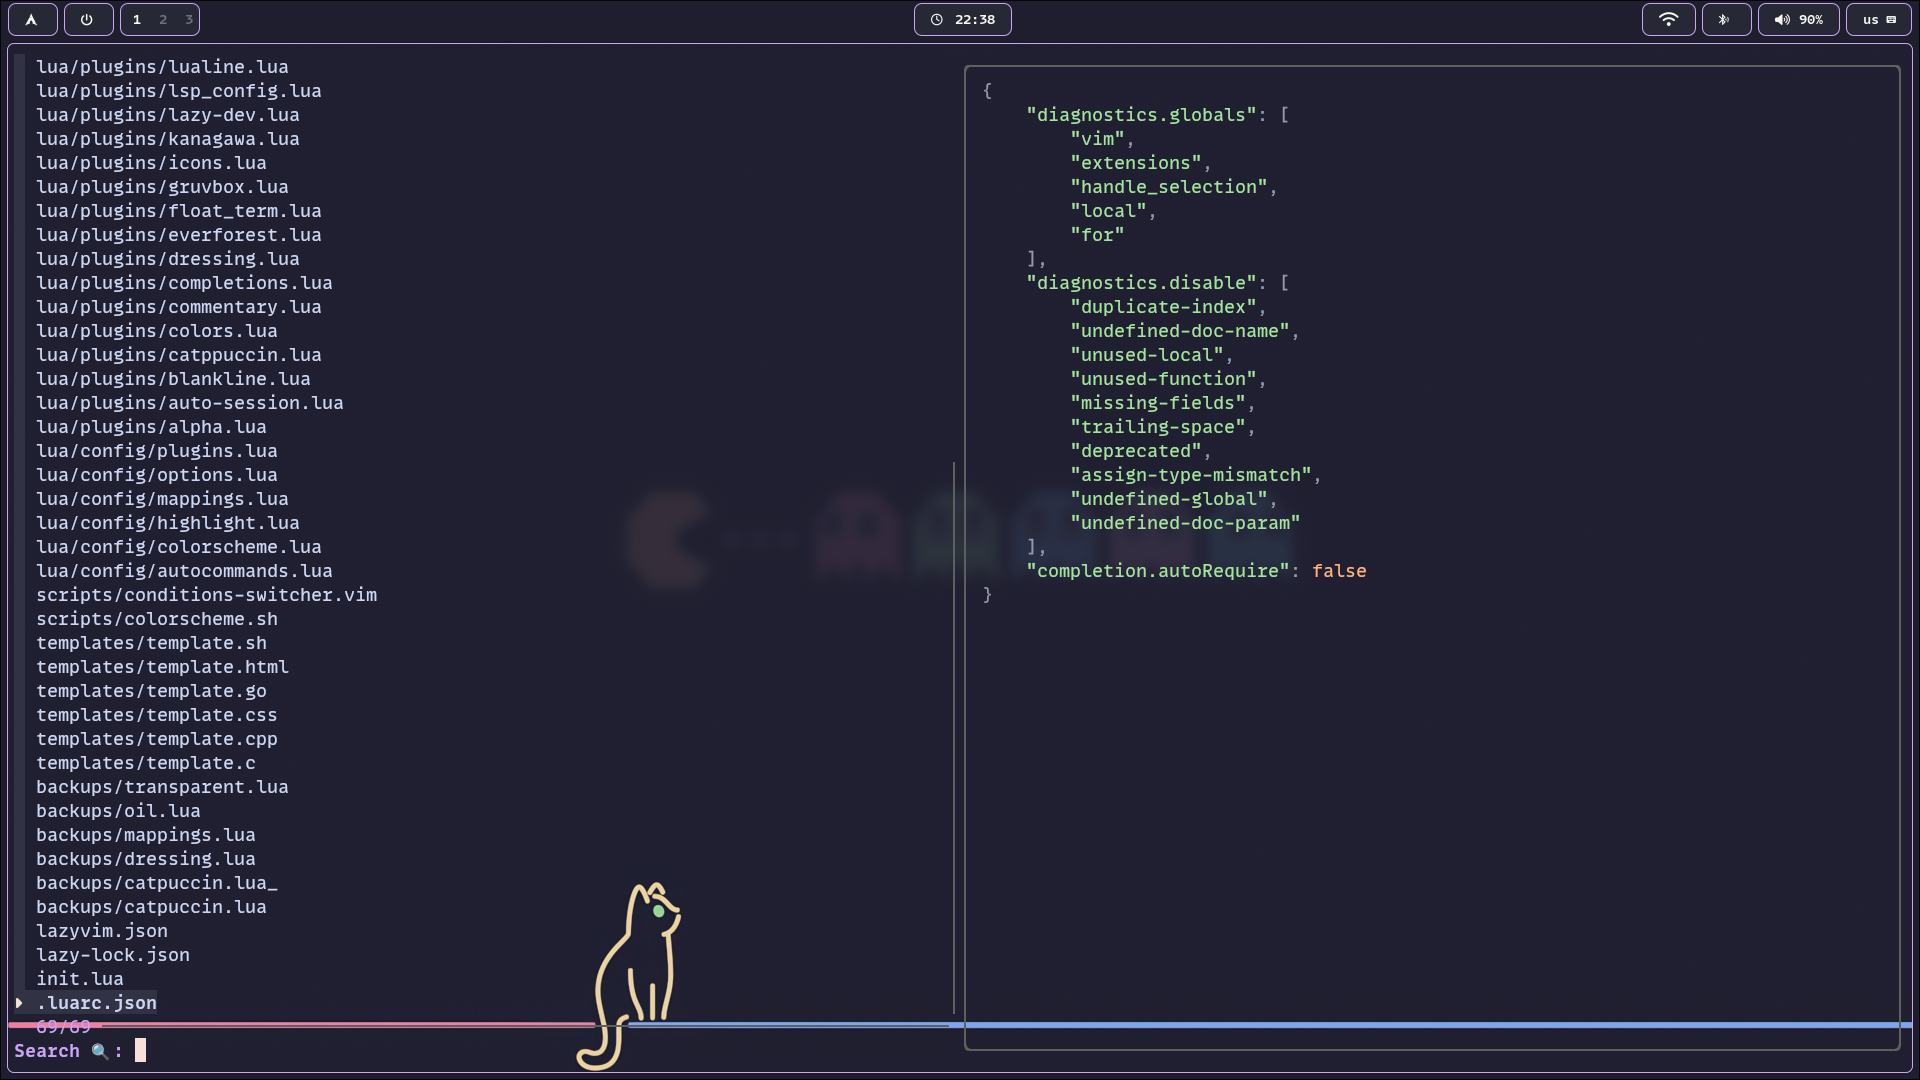 1 2 3
22:38
90%
us
lua/plugins/lualine.lua
lua/plugins/lsp_config.lua
lua/plugins/lazy-dev.lua
lua/plugins/kanagawa.lua
lua/plugins/icons.lua
lua/plugins/gruvbox.lua
lua/plugins/float_term.lua
lua/plugins/everforest.lua
lua/plugins/dressing.lua
lua/plugins/completions.lua
lua/plugins/commentary.lua
lua/plugins/colors.lua
lua/plugins/catppuccin.lua
lua/plugins/blankline.lua
lua/plugins/auto-session.lua
lua/plugins/alpha.lua
lua/config/plugins.lua
lua/config/options.lua
lua/config/mappings.lua
lua/config/highlight.lua
lua/config/colorscheme.lua
lua/config/autocommands.lua
scripts/conditions-switcher.vim
scripts/colorscheme.sh
templates/template.sh
templates/template.html
templates/template.go
templates/template.css
templates/template.cpp
templates/template.c
backups/transparent.lua
backups/oil.lua
backups/mappings.lua
backups/dressing.lua
backups/catpuccin.lua_
backups/catpuccin.lua
lazyvim.json
lazy-lock.json
init.lua
.luarc.json
69/69
Search 🔍:
{
    "diagnostics.globals": [
        "vim",
        "extensions",
        "handle_selection",
        "local",
        "for"
    ],
    "diagnostics.disable": [
        "duplicate-index",
        "undefined-doc-name",
        "unused-local",
        "unused-function",
        "missing-fields",
        "trailing-space",
        "deprecated",
        "assign-type-mismatch",
        "undefined-global",
        "undefined-doc-param"
    ],
    "completion.autoRequire": false
}